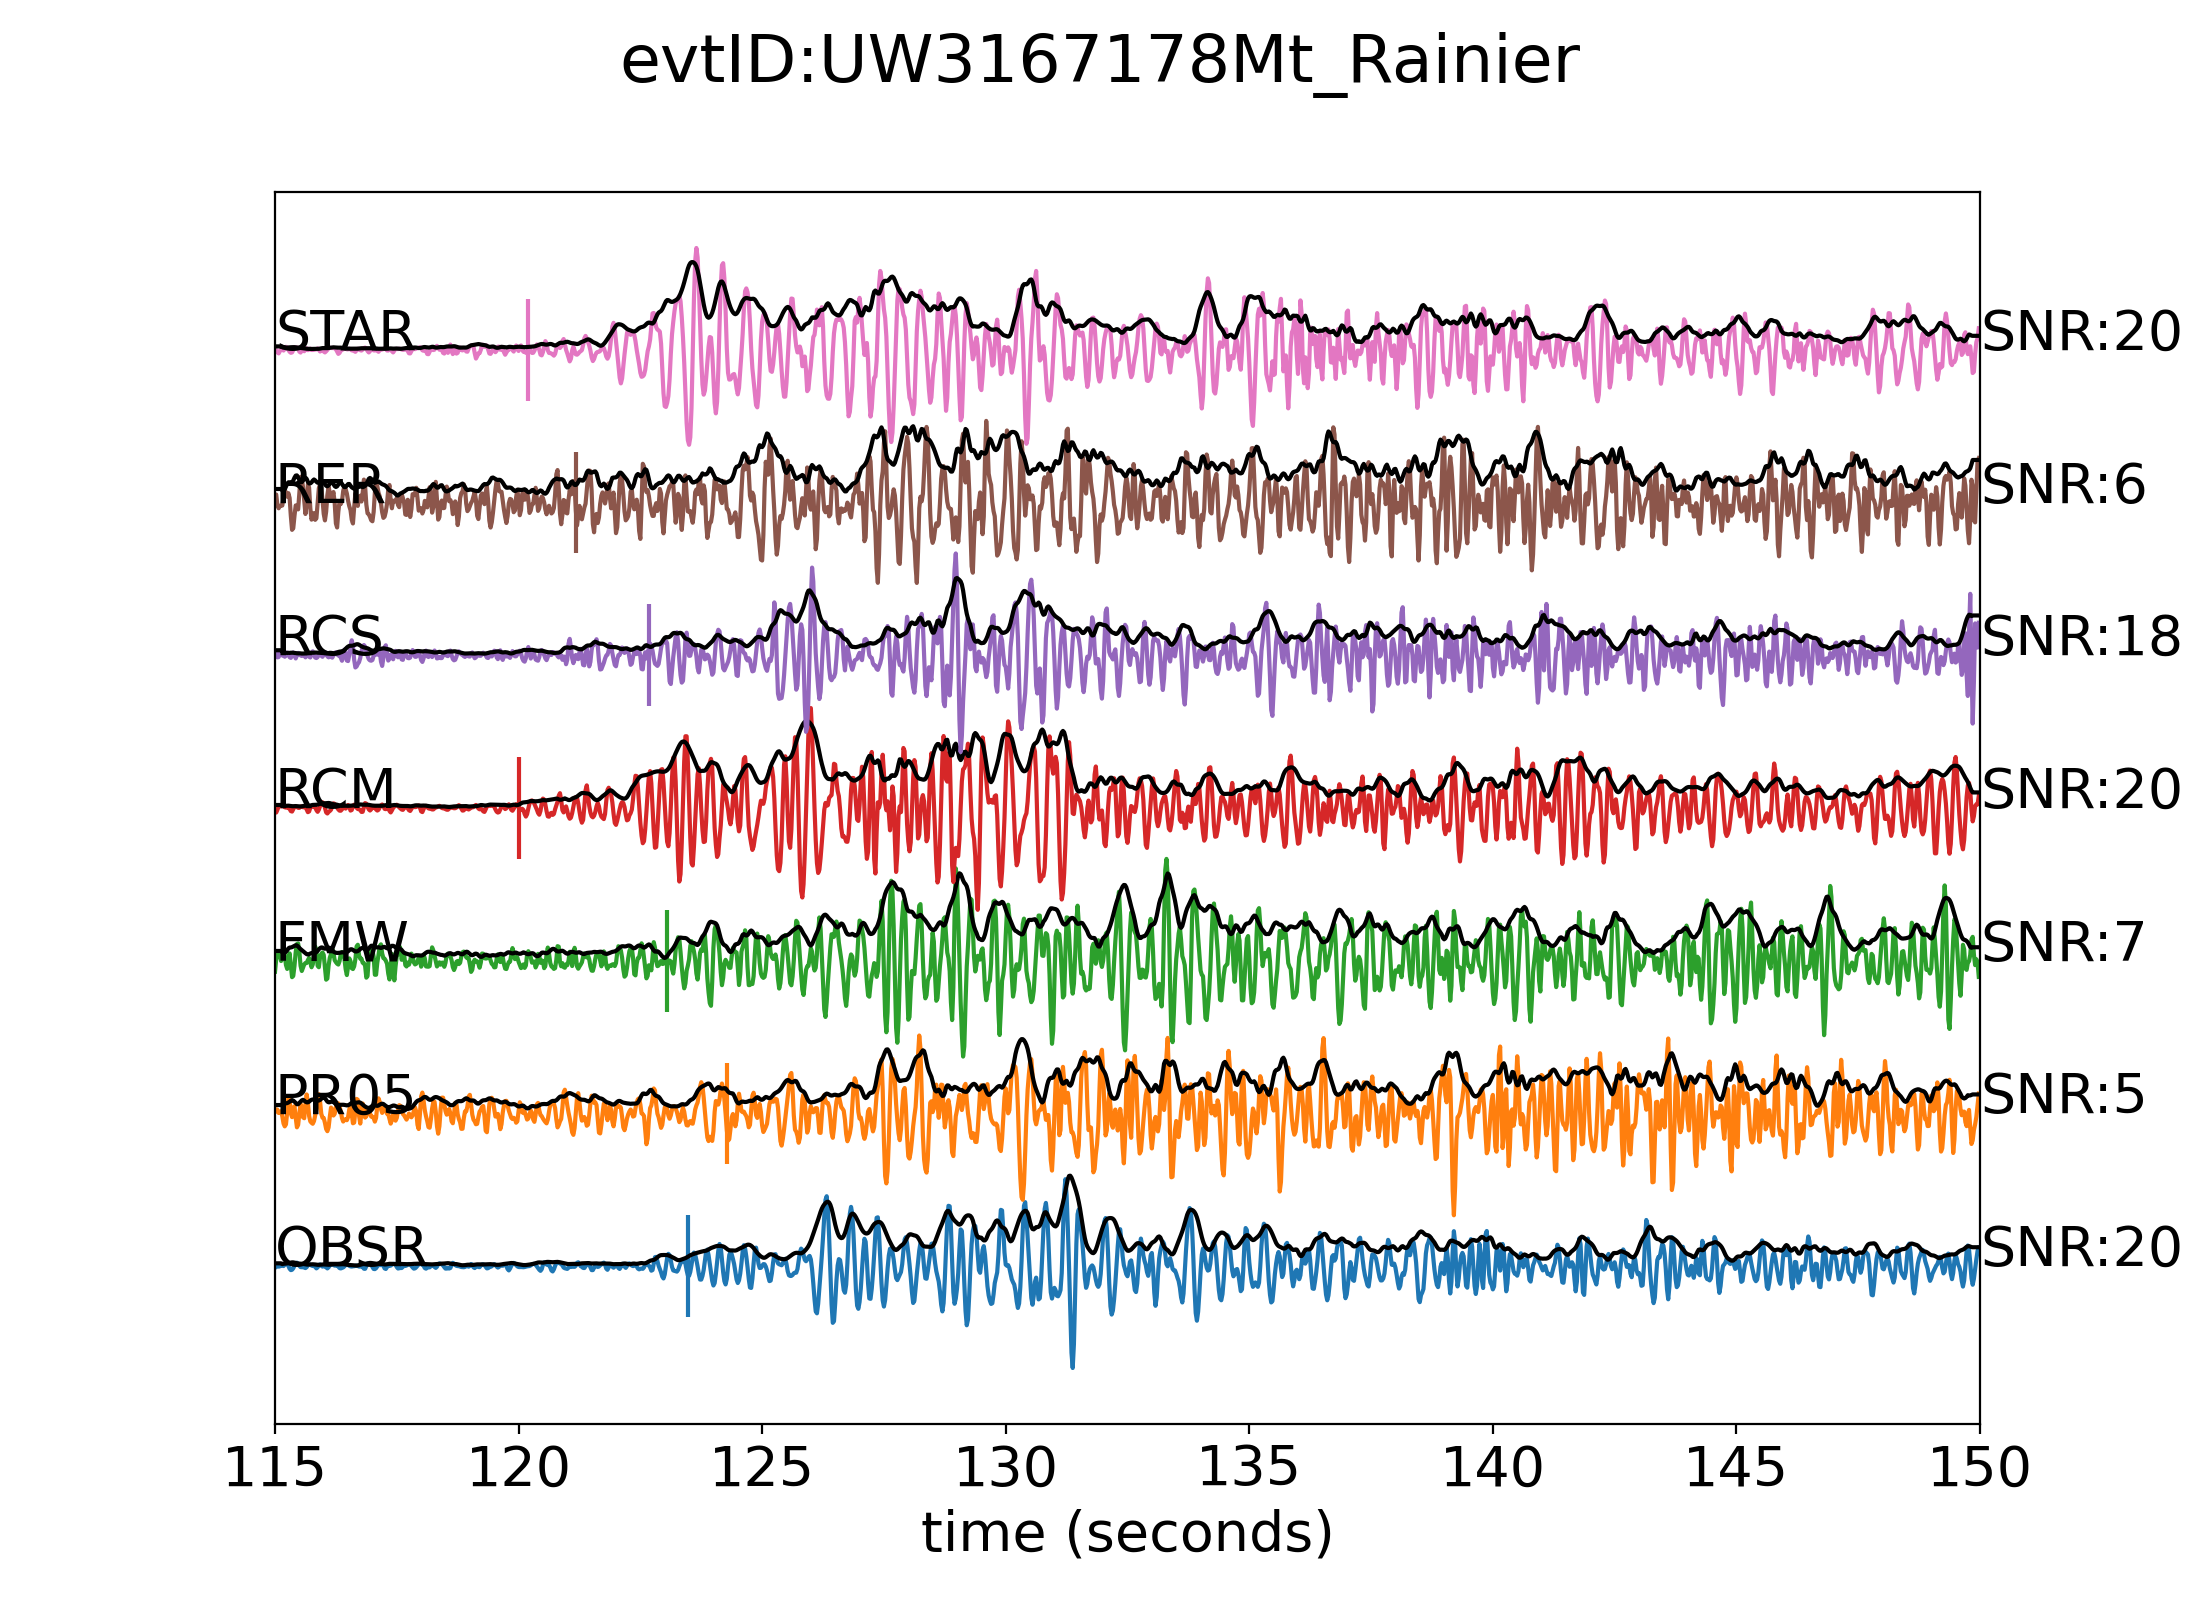 evtID:UW3167178Mt_Rainier
STAR SNR:20
RER SNR:6
RCS SNR:18
RCM SNR:20
FMW SNR:7
PR05 SNR:5
OBSR SNR:20
115 120 125 130 135 140 145 150
time (seconds)